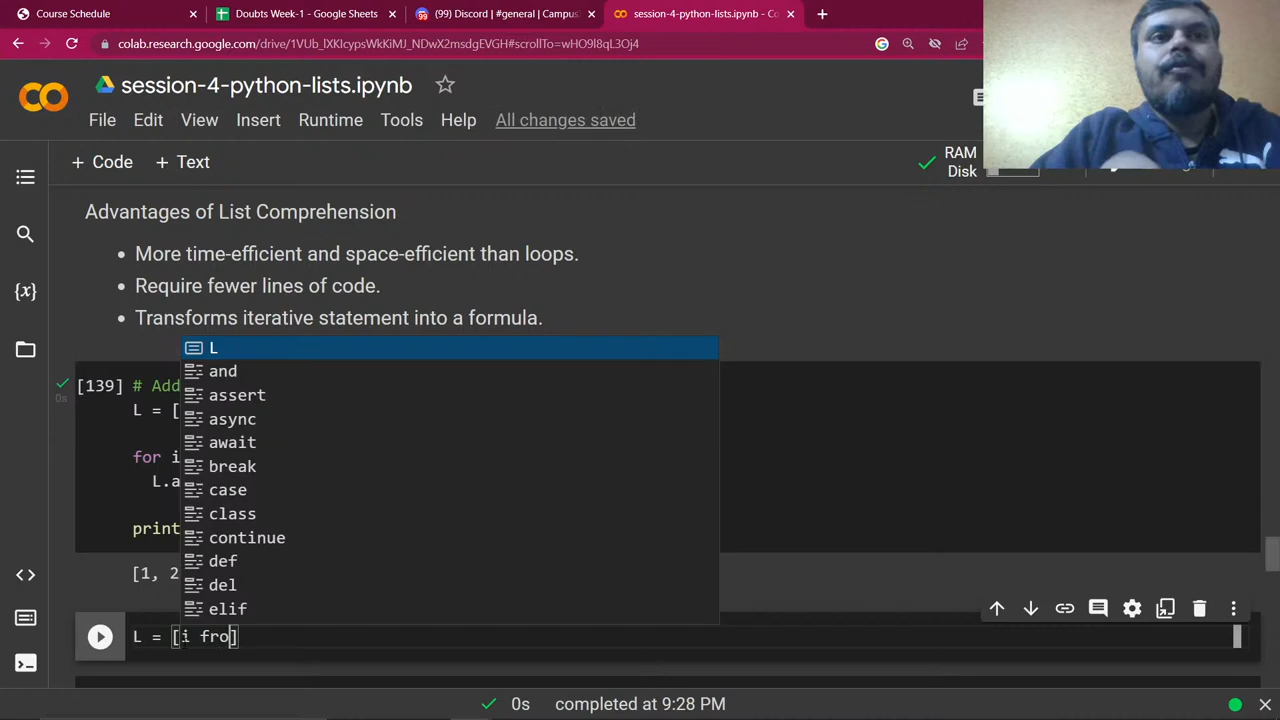 Course Schedule
Doubts Week-1 - Google Sheets
(99) Discord | #general | Campus
session-4-python-lists.ipynb - Co
colab.research.google.com/drive/1VUb_lXKIcypsWkKiMJ_NDwX2msdgEVGH#scrollTo=wHO9l8qL3Oj4
session-4-python-lists.ipynb
File Edit View Insert Runtime Tools Help All changes saved
+ Code + Text
RAM
Disk
Advantages of List Comprehension
• More time-efficient and space-efficient than loops.
• Require fewer lines of code.
• Transforms iterative statement into a formula.
L
and
assert
async
await
break
case
class
continue
def
del
elif
[139] # Add
L = [
for i
L.a
print
[1, 2
0s
L = [i fro]
0s completed at 9:28 PM